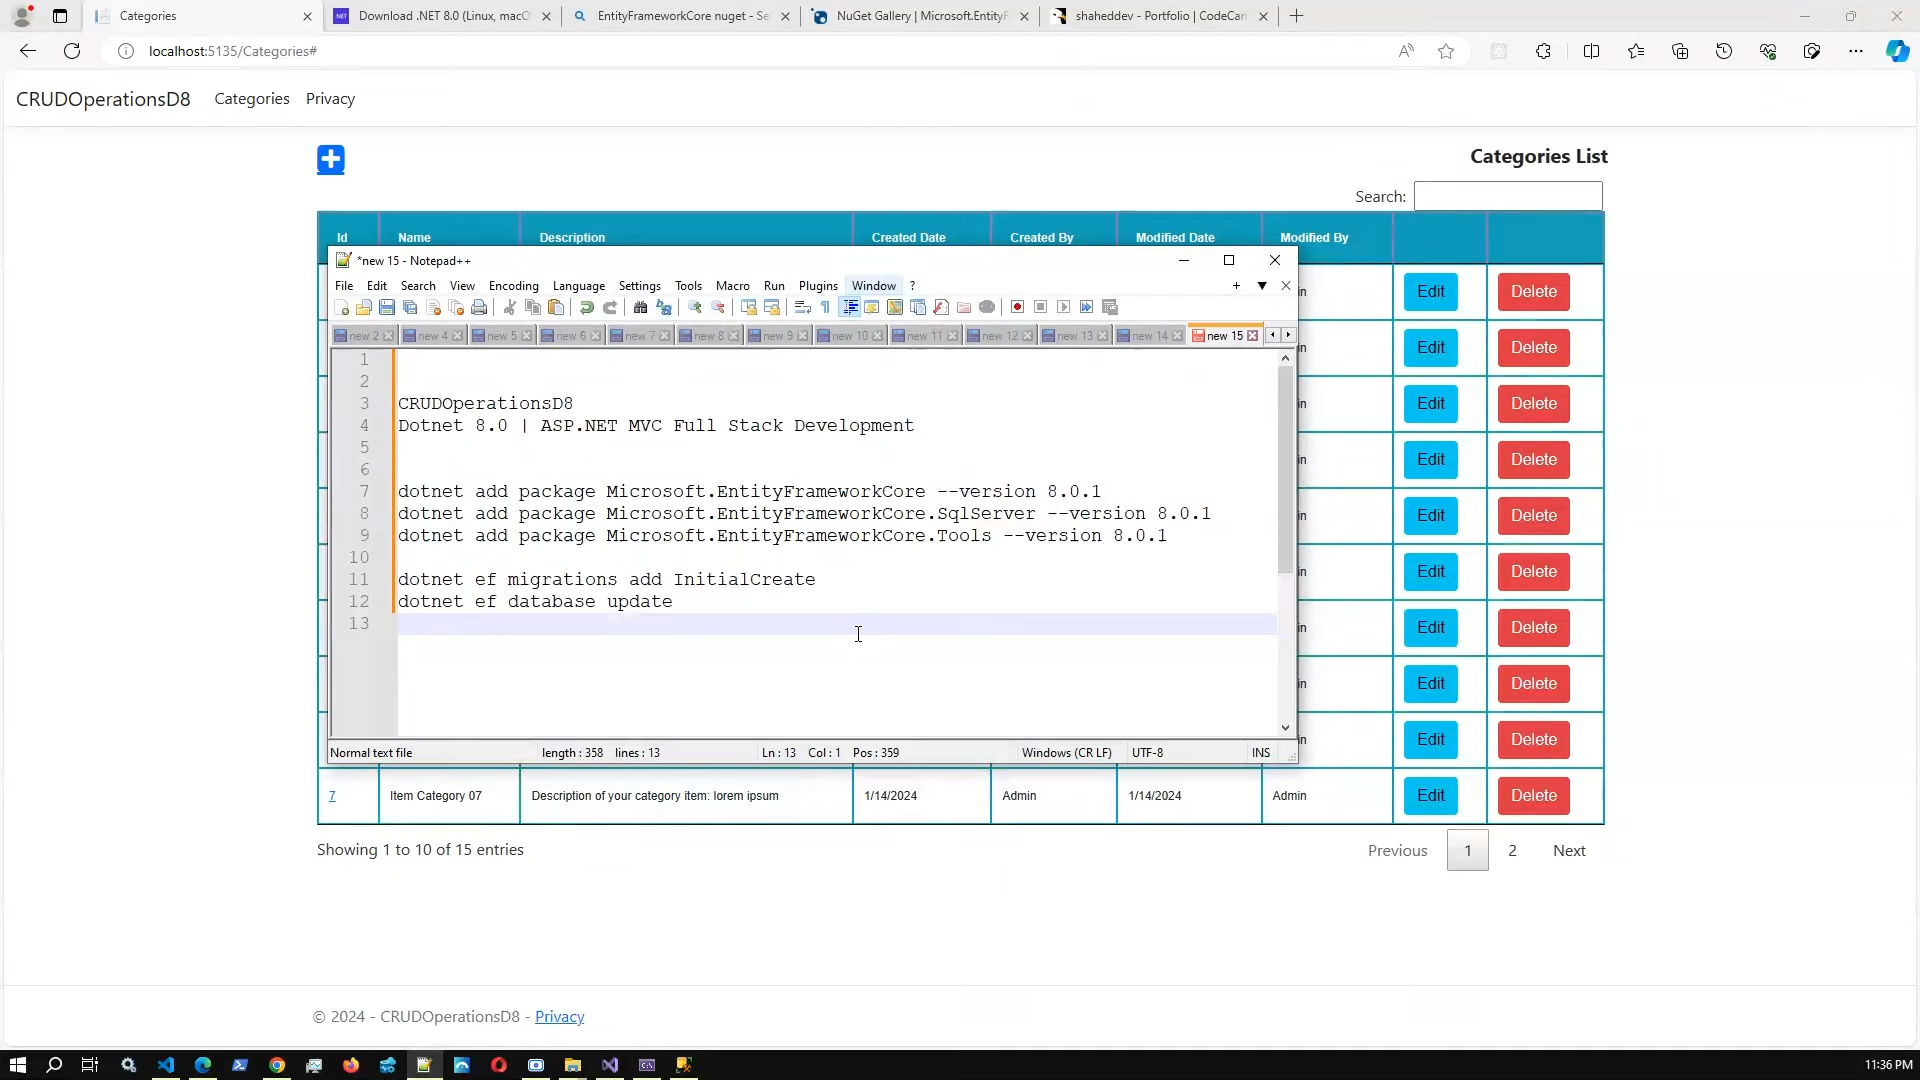 Categories
Download .NET 8.0 (Linux, macO
EntityFrameworkCore nuget - Se
NuGet Gallery | Microsoft.EntityF
shaheddev - Portfolio | CodeCan
localhost:5135/Categories#
CRUDOperationsD8 Categories Privacy
Categories List
Search:
Id Name Description Created Date Created By Modified Date Modified By
*new 15 - Notepad++
File Edit Search View Encoding Language Settings Tools Macro Run Plugins Window ?
new 2 new 4 new 5 new 6 new 7 new 8 new 9 new 10 new 11 new 12 new 13 new 14 new 15
1
2
3 CRUDOperationsD8
4 Dotnet 8.0 | ASP.NET MVC Full Stack Development
5
6
7 dotnet add package Microsoft.EntityFrameworkCore --version 8.0.1
8 dotnet add package Microsoft.EntityFrameworkCore.SqlServer --version 8.0.1
9 dotnet add package Microsoft.EntityFrameworkCore.Tools --version 8.0.1
10
11 dotnet ef migrations add InitialCreate
12 dotnet ef database update
13
Normal text file length : 358 lines : 13 Ln : 13 Col : 1 Pos : 359 Windows (CR LF) UTF-8 INS
in Edit Delete
in Edit Delete
in Edit Delete
in Edit Delete
in Edit Delete
in Edit Delete
in Edit Delete
in Edit Delete
in Edit Delete
7 Item Category 07 Description of your category item: lorem ipsum 1/14/2024 Admin 1/14/2024 Admin Edit Delete
Showing 1 to 10 of 15 entries
Previous 1 2 Next
© 2024 - CRUDOperationsD8 - Privacy
11:36 PM